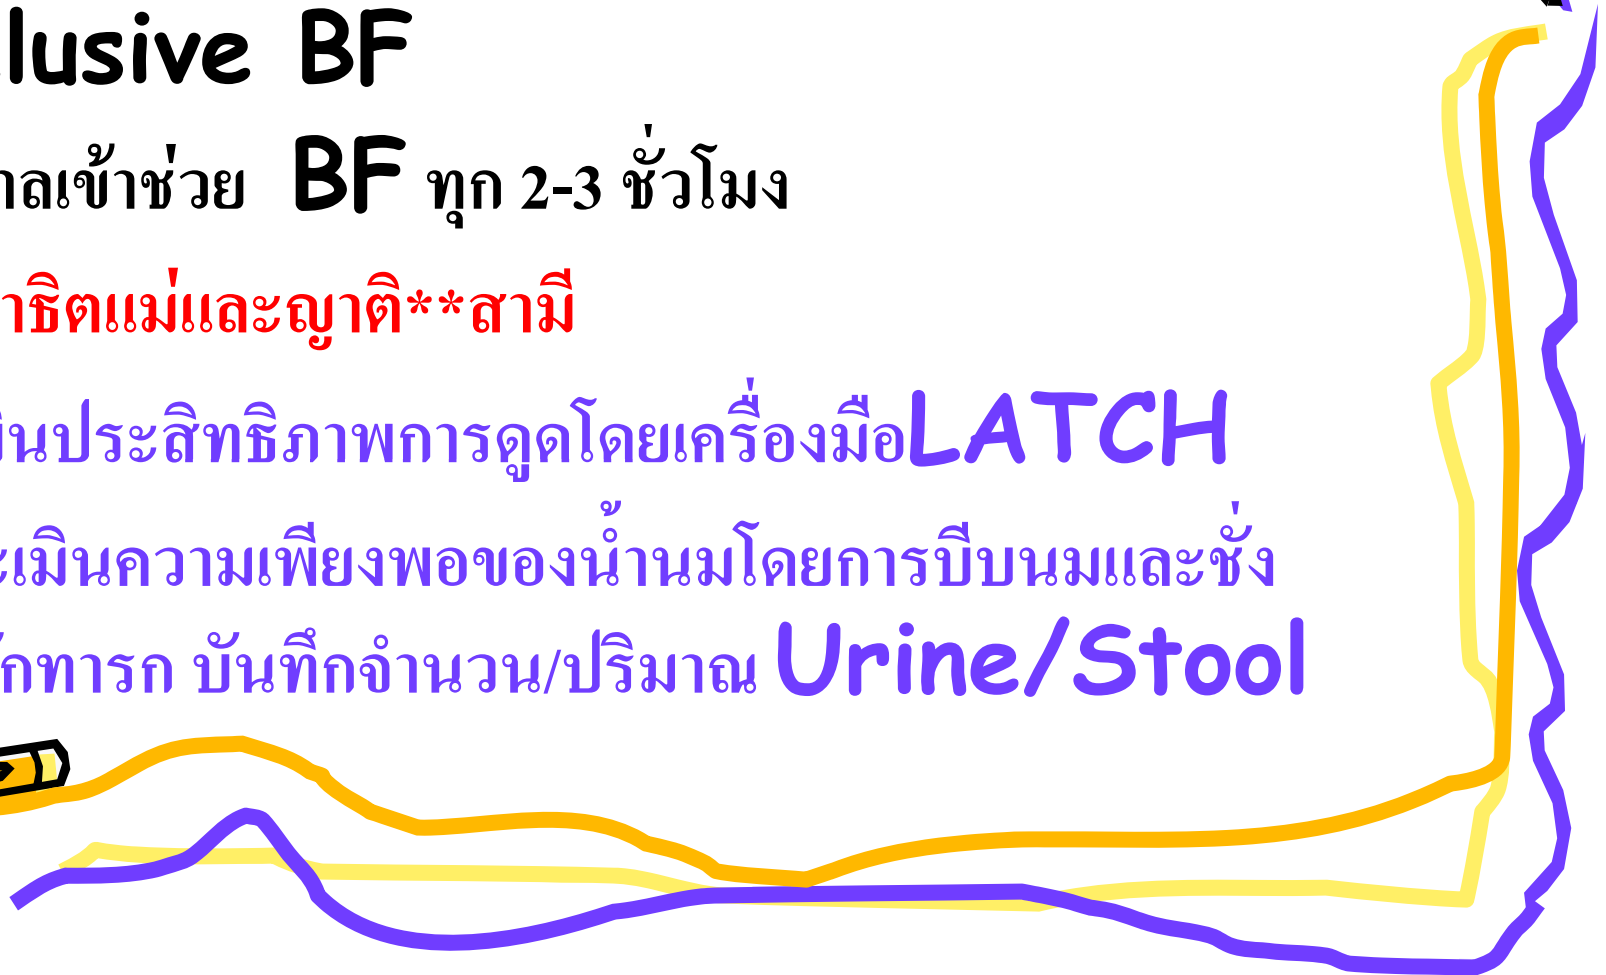 lusive BF
าลเข้าช่วย BF ทุก 2-3 ชั่วโมง
าธิตแม่และญาติ**สามี
ินประสิทธิภาพการดูดโดยเครื่องมือLATCH
ะเมินความเพียงพอของน้ำนมโดยการบีบนมและชั่ง
ักทารก บันทึกจำนวน/ปริมาณ Urine/Stool